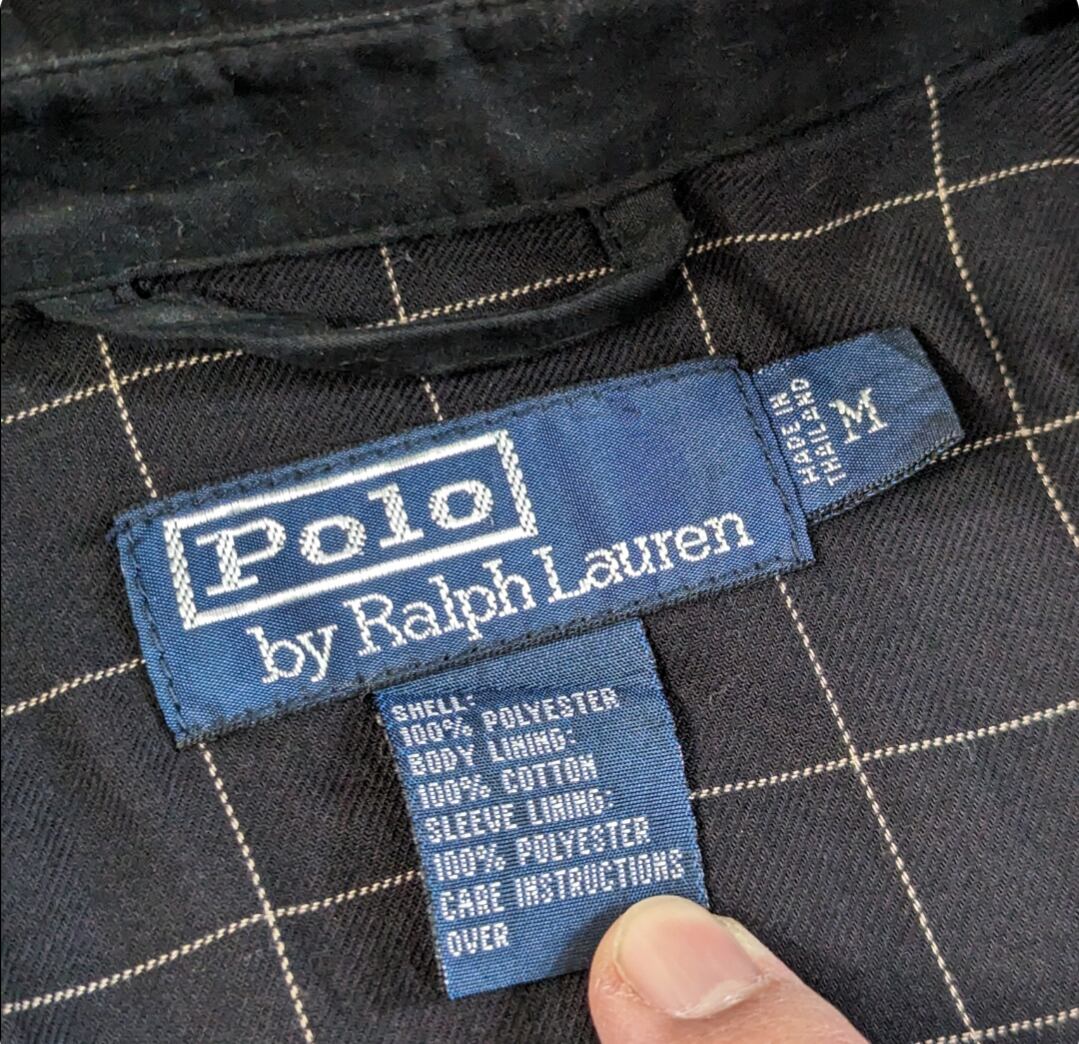 Polo
by Ralph Lauren
MADE IN
THAILAND
M
SHELL:
100% POLYESTER
BODY LINING:
100% COTTON
SLEEVE LINING:
100% POLYESTER
CARE INSTRUCTIONS
OVER